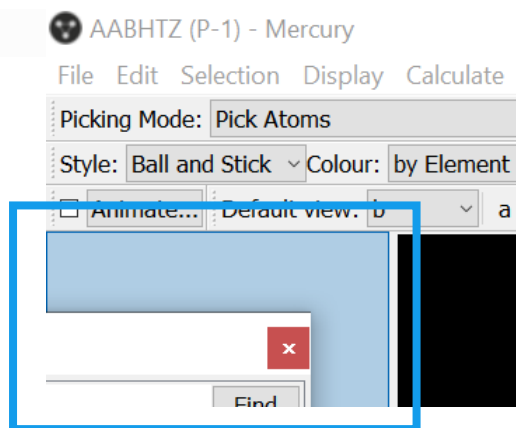 AABHTZ (P-1) - Mercury
File Edit Selection Display Calculate
Picking Mode: Pick Atoms
Style: Ball and Stick Colour: by Element
Animate... Default view: b a
Find